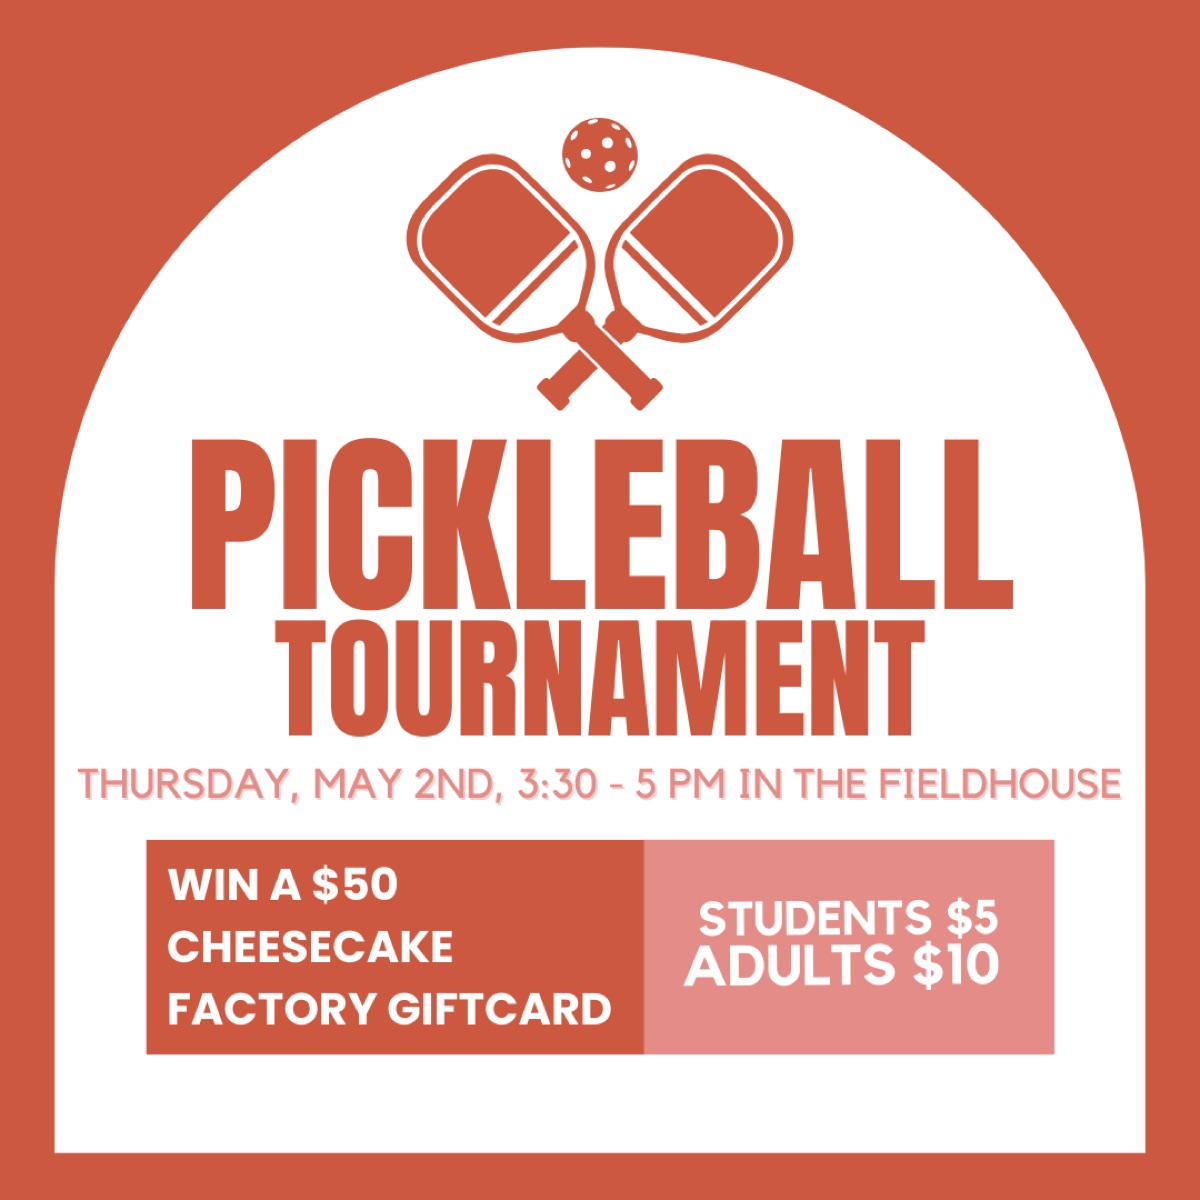 PICKLEBALL
TOURNAMENT
THURSDAY, MAY 2ND, 3:30 - 5 PM IN THE FIELDHOUSE
WIN A $50
CHEESECAKE
FACTORY GIFTCARD
STUDENTS $5
ADULTS $10